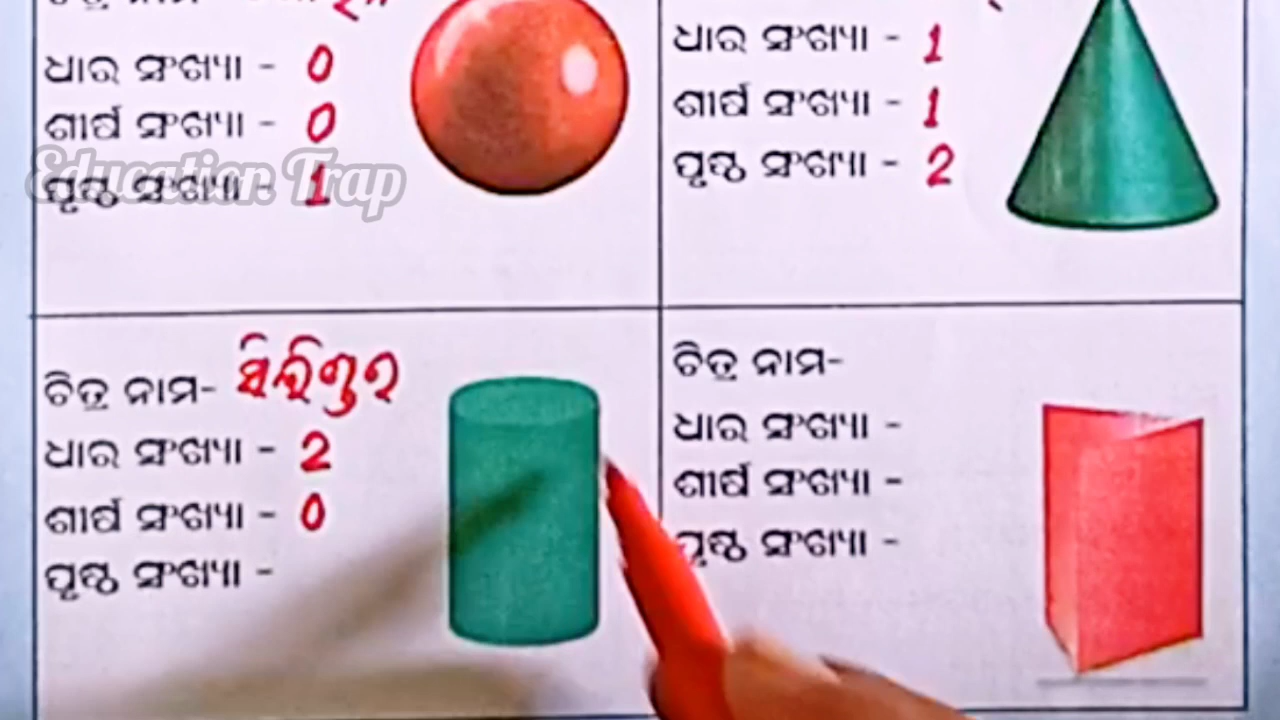 ଧାର ସଂଖ୍ୟା - 0
ଶୀର୍ଷ ସଂଖ୍ୟା - 0
ପୃଷ୍ଠ ସଂଖ୍ୟା - 1
Education Trap
ଧାର ସଂଖ୍ୟା - 1
ଶୀର୍ଷ ସଂଖ୍ୟା - 1
ପୃଷ୍ଠ ସଂଖ୍ୟା - 2
ଚିତ୍ର ନାମ- ସିଲିଣ୍ଡର
ଧାର ସଂଖ୍ୟା - 2
ଶୀର୍ଷ ସଂଖ୍ୟା - 0
ପୃଷ୍ଠ ସଂଖ୍ୟା -
ଚିତ୍ର ନାମ-
ଧାର ସଂଖ୍ୟା -
ଶୀର୍ଷ ସଂଖ୍ୟା -
ପୃଷ୍ଠ ସଂଖ୍ୟା -